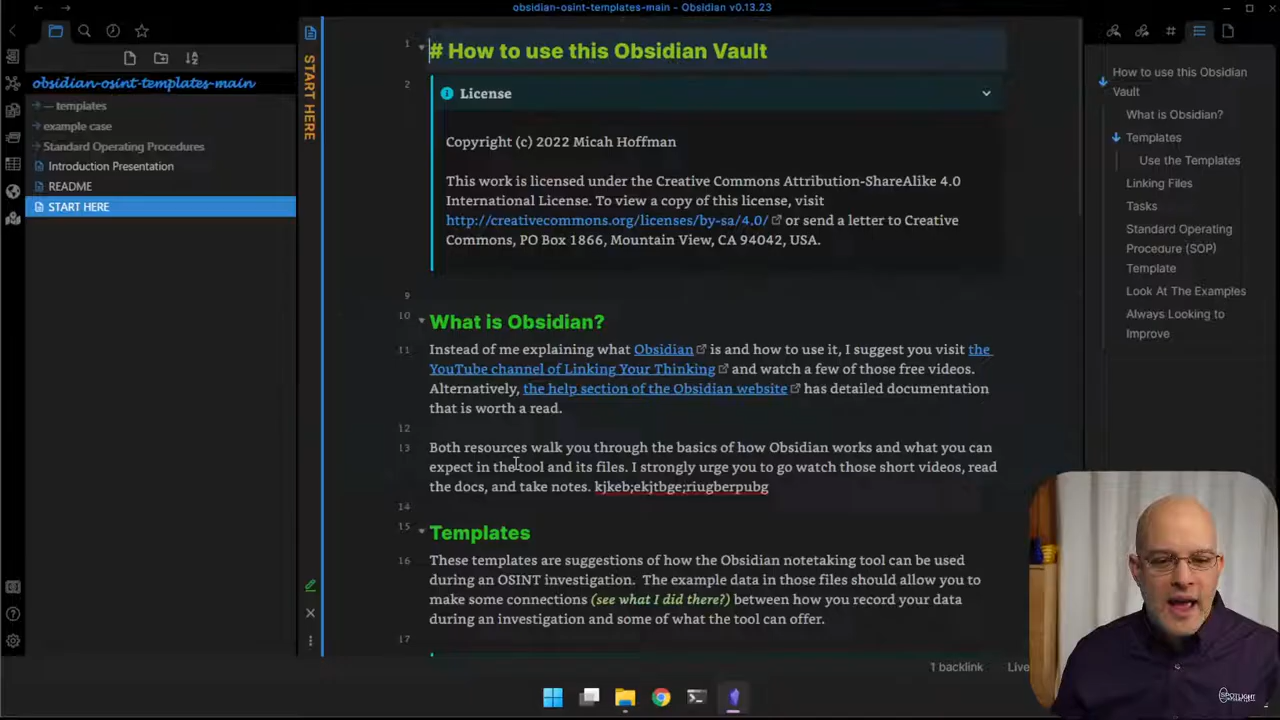 obsidian-osint-templates-main - Obsidian v0.13.23
obsidian-osint-templates-main
-- templates
example case
Standard Operating Procedures
Introduction Presentation
README
START HERE
START HERE
1
# How to use this Obsidian Vault
2
License
Copyright (c) 2022 Micah Hoffman
This work is licensed under the Creative Commons Attribution-ShareAlike 4.0
International License. To view a copy of this license, visit
http://creativecommons.org/licenses/by-sa/4.0/ or send a letter to Creative
Commons, PO Box 1866, Mountain View, CA 94042, USA.
9
10
What is Obsidian?
11
Instead of me explaining what Obsidian is and how to use it, I suggest you visit the
YouTube channel of Linking Your Thinking and watch a few of those free videos.
Alternatively, the help section of the Obsidian website has detailed documentation
that is worth a read.
12
13
Both resources walk you through the basics of how Obsidian works and what you can
expect in the tool and its files. I strongly urge you to go watch those short videos, read
the docs, and take notes. kjkeb;ekjtbge;riugberpubg
14
15
Templates
16
These templates are suggestions of how the Obsidian notetaking tool can be used
during an OSINT investigation. The example data in those files should allow you to
make some connections (see what I did there?) between how you record your data
during an investigation and some of what the tool can offer.
17
How to use this Obsidian
Vault
What is Obsidian?
Templates
Use the Templates
Linking Files
Tasks
Standard Operating
Procedure (SOP)
Template
Look At The Examples
Always Looking to
Improve
1 backlink
Live
SPOTLIGHT